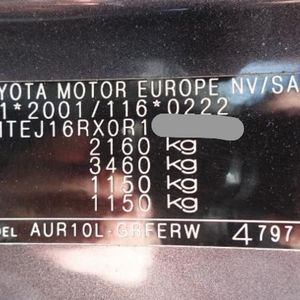 OYOTA MOTOR EUROPE NV/SA
1*2001/116*0222
TEJ16RX0R1
2160 kg
3460 kg
1150 kg
1150 kg
DEL AUR10L-GRFERW 4797